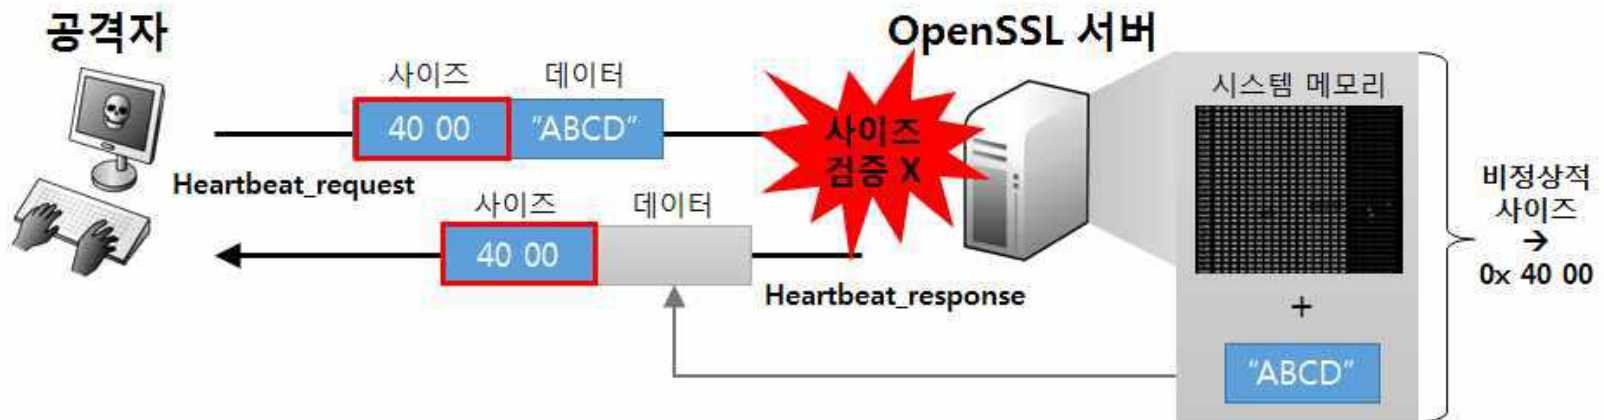 공격자
OpenSSL 서버
사이즈
데이터
40 00
"ABCD"
Heartbeat_request
사이즈
검증 X
사이즈
데이터
40 00
Heartbeat_response
시스템 메모리
+
"ABCD"
비정상적
사이즈
→
0x 40 00